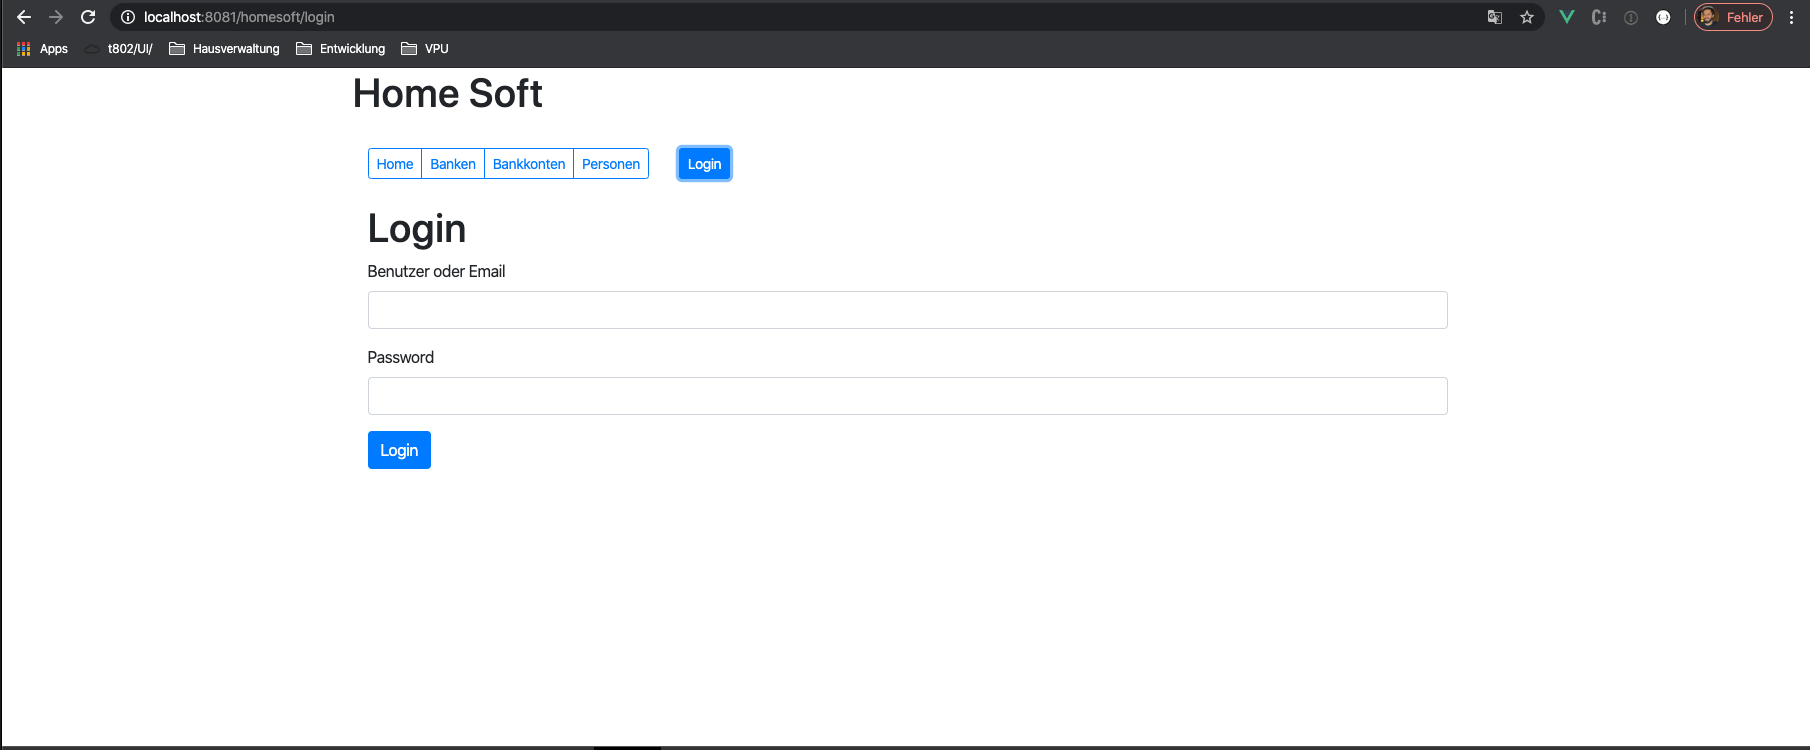 localhost:8081/homesoft/login
Fehler
Apps t802/UI/ Hausverwaltung Entwicklung VPU
Home Soft
Home Banken Bankkonten Personen Login
Login
Benutzer oder Email
Password
Login